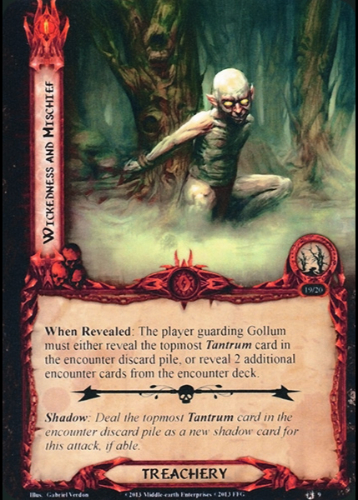 WICKEDNESS AND MISCHIEF
19/20
When Revealed: The player guarding Gollum
must either reveal the topmost Tantrum card in
the encounter discard pile, or reveal 2 additional
encounter cards from the encounter deck.
Shadow: Deal the topmost Tantrum card in the
encounter discard pile as a new shadow card for
this attack, if able.
TREACHERY
Illus. Gabriel Verdon
©2013 Middle-earth Enterprises ©2013 FFG